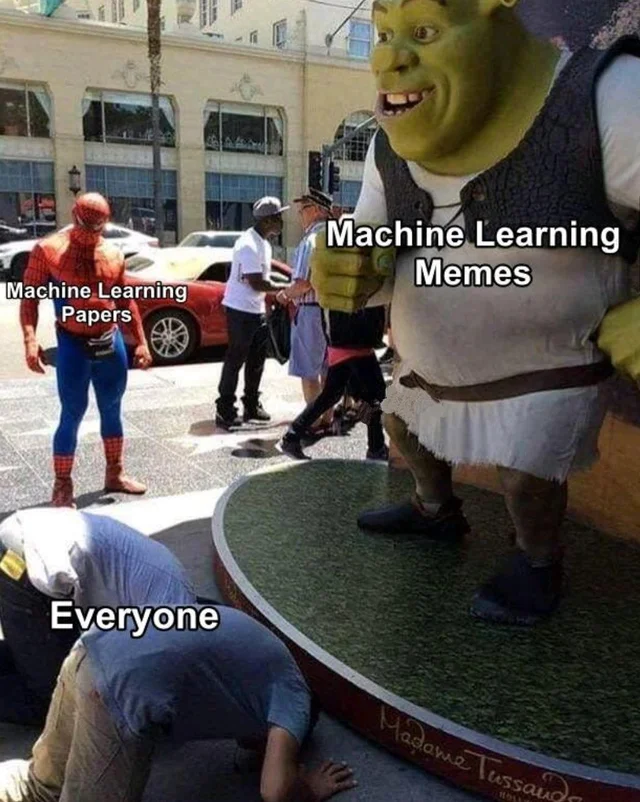 Machine Learning
Memes
Machine Learning
Papers
Everyone
Madame Tussauds